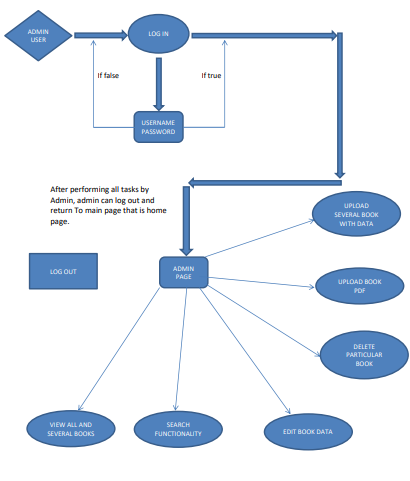 ADMIN
USER
LOG IN
If false
If true
USERNAME
PASSWORD
After performing all tasks by
Admin, admin can log out and
return To main page that is home
page.
UPLOAD
SEVERAL BOOK
WITH DATA
LOG OUT
ADMIN
PAGE
UPLOAD BOOK
PDF
DELETE
PARTICULAR
BOOK
VIEW ALL AND
SEVERAL BOOKS
SEARCH
FUNCTIONALITY
EDIT BOOK DATA